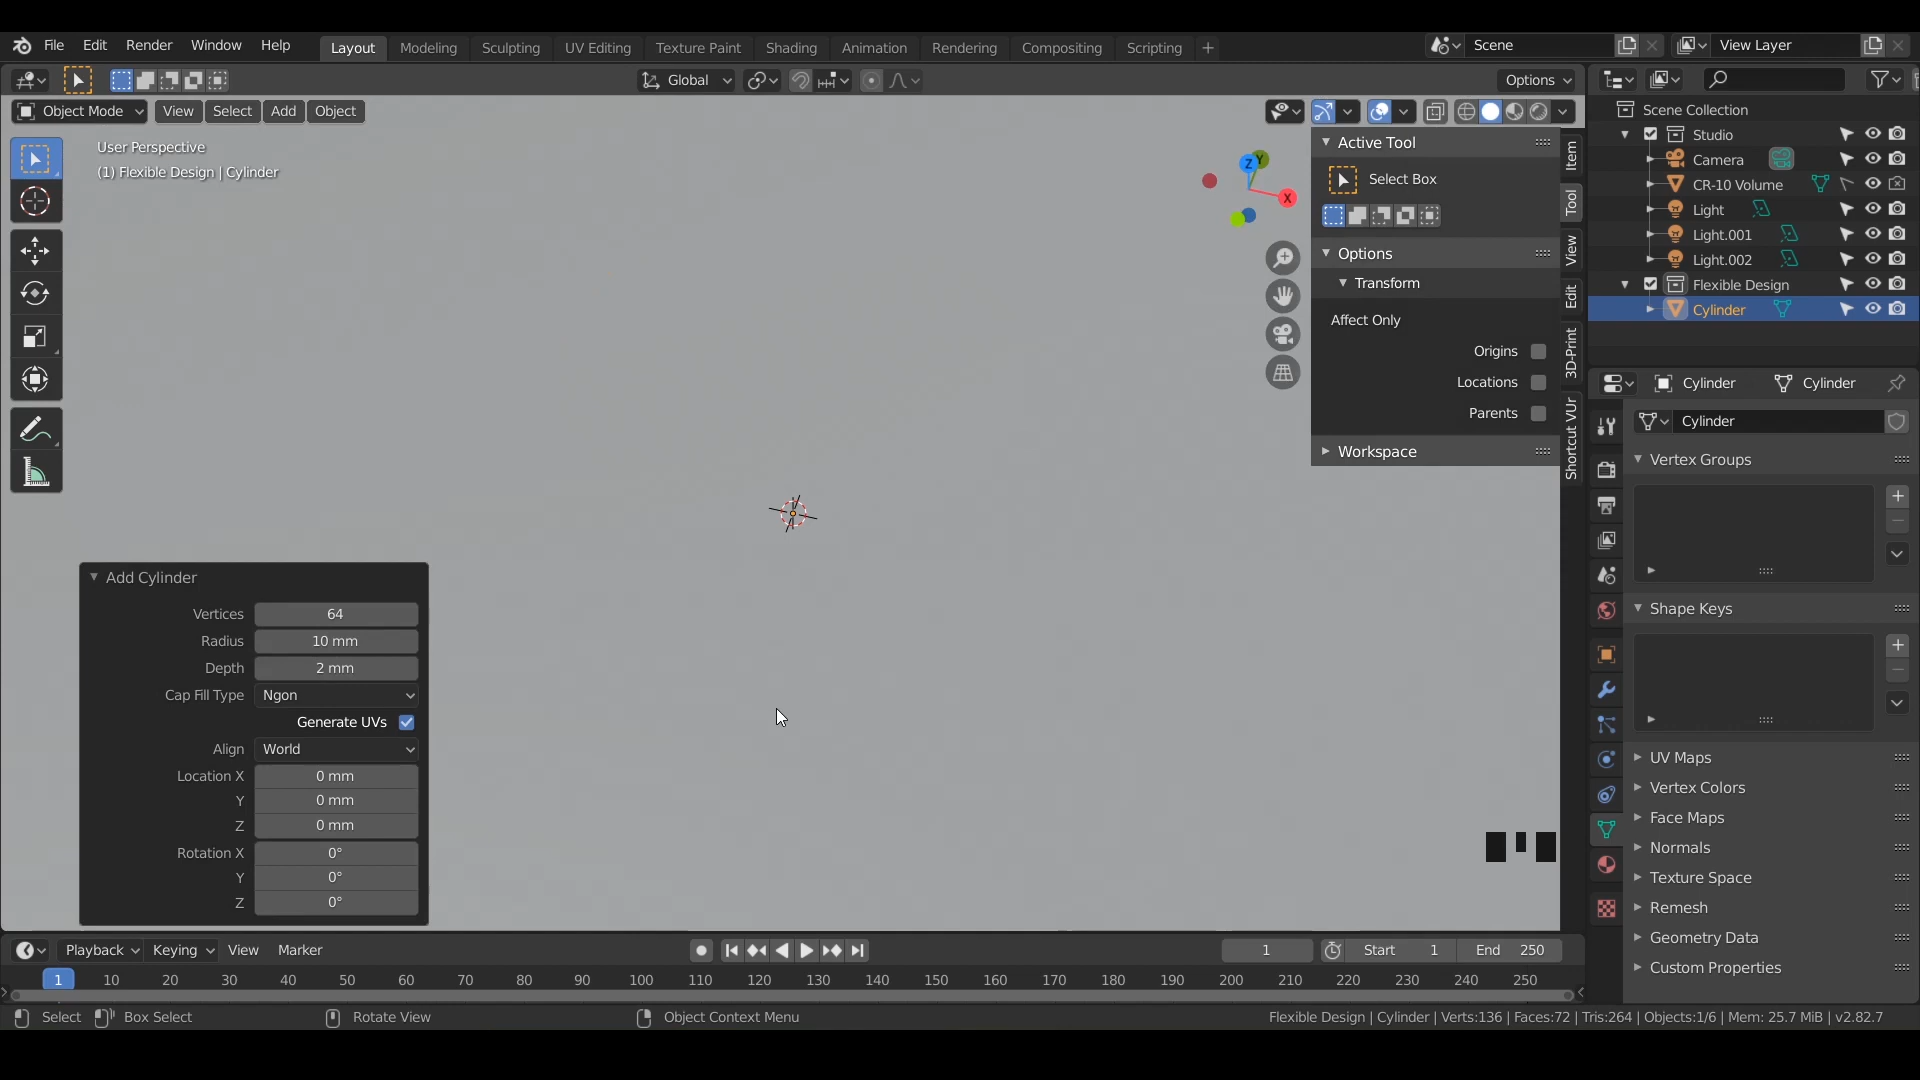 File Edit Render Window Help Layout Modeling Sculpting UV Editing Texture Paint Shading Animation Rendering Compositing Scripting + Scene View Layer
Global Options
Object Mode View Select Add Object
User Perspective
(1) Flexible Design | Cylinder
Z Y
X
Active Tool
Select Box
Options
Transform
Affect Only
Origins
Locations
Parents
Workspace
Item
Tool
View
Edit
3D-Print
Shortcut VUr
Scene Collection
Studio
Camera
CR-10 Volume
Light
Light.001
Light.002
Flexible Design
Cylinder
Cylinder Cylinder
Cylinder
Vertex Groups
Shape Keys
UV Maps
Vertex Colors
Face Maps
Normals
Texture Space
Remesh
Geometry Data
Custom Properties
Add Cylinder
Vertices 64
Radius 10 mm
Depth 2 mm
Cap Fill Type Ngon
Generate UVs
Align World
Location X 0 mm
Y 0 mm
Z 0 mm
Rotation X 0°
Y 0°
Z 0°
Playback Keying View Marker 1 Start 1 End 250
1 10 20 30 40 50 60 70 80 90 100 110 120 130 140 150 160 170 180 190 200 210 220 230 240 250
Select Box Select Rotate View Object Context Menu Flexible Design | Cylinder | Verts:136 | Faces:72 | Tris:264 | Objects:1/6 | Mem: 25.7 MiB | v2.82.7